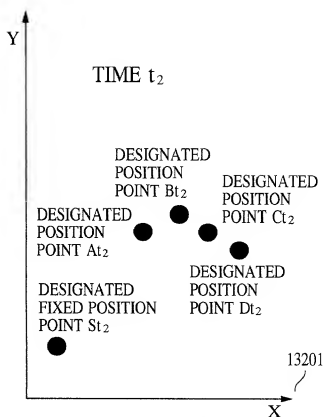 Y
TIME t2
DESIGNATED
POSITION
POINT Bt2
DESIGNATED
POSITION
POINT Ct2
DESIGNATED
POSITION
POINT At2
DESIGNATED
POSITION
POINT Dt2
DESIGNATED
FIXED POSITION
POINT St2
13201
X